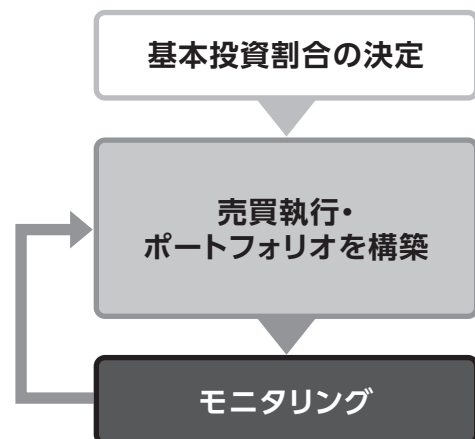 基本投資割合の決定
売買執行・
ポートフォリオを構築
モニタリング